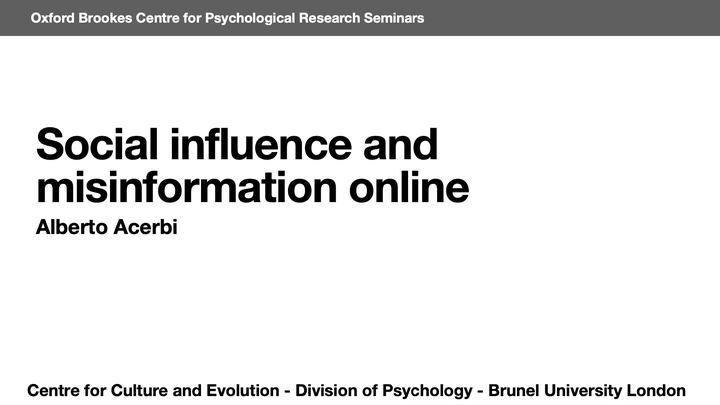 Oxford Brookes Centre for Psychological Research Seminars
Social influence and
misinformation online
Alberto Acerbi
Centre for Culture and Evolution - Division of Psychology - Brunel University London